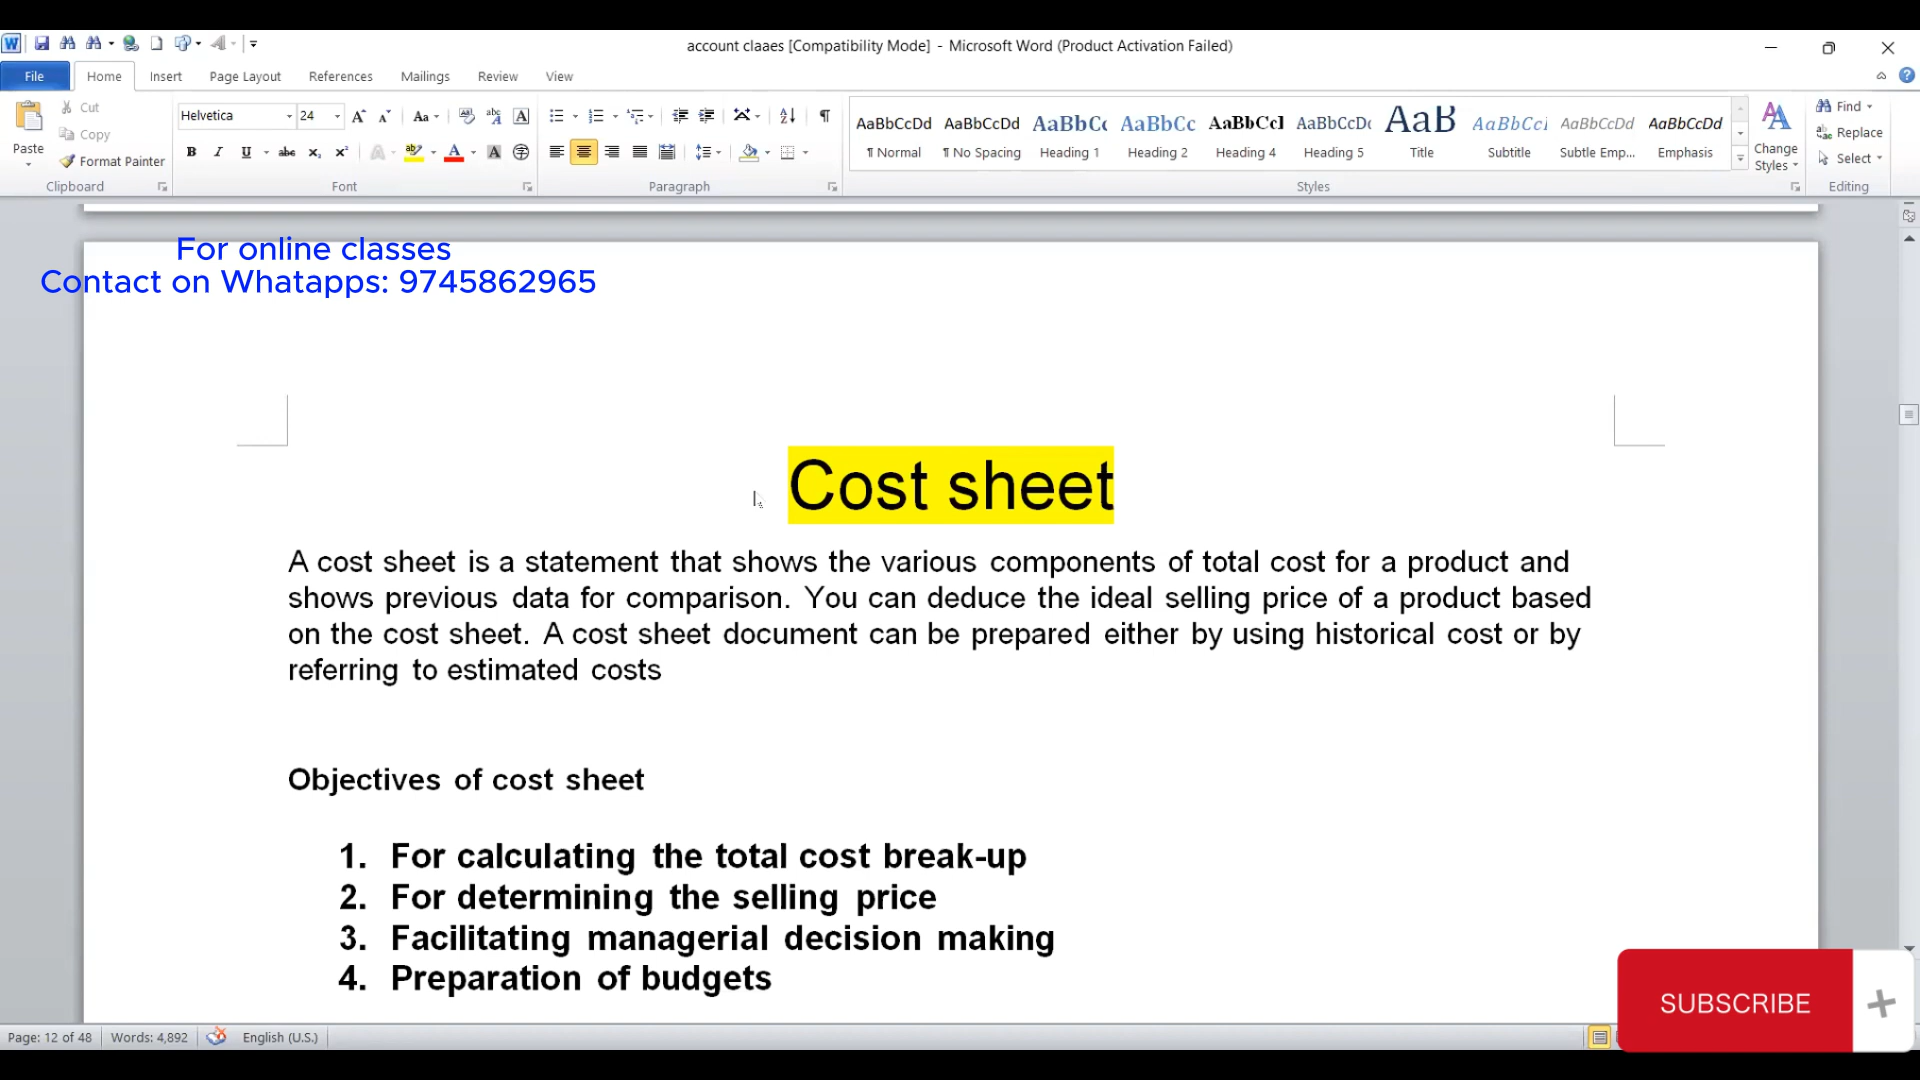 account claaes [Compatibility Mode] - Microsoft Word (Product Activation Failed)
File Home Insert Page Layout References Mailings Review View
Paste
Cut
Copy
Format Painter
Clipboard
Helvetica 24
Font
Paragraph
AaBbCcDd AaBbCcDd AaBbCc AaBbCc AaBbCcI AaBbCcDc AaB AaBbCcI AaBbCcDd AaBbCcDd
¶ Normal ¶ No Spacing Heading 1 Heading 2 Heading 4 Heading 5 Title Subtitle Subtle Emp... Emphasis
Styles
Change
Styles
Find
Replace
Select
Editing
For online classes
Contact on Whatapps: 9745862965
Cost sheet
A cost sheet is a statement that shows the various components of total cost for a product and
shows previous data for comparison. You can deduce the ideal selling price of a product based
on the cost sheet. A cost sheet document can be prepared either by using historical cost or by
referring to estimated costs
Objectives of cost sheet
1. For calculating the total cost break-up
2. For determining the selling price
3. Facilitating managerial decision making
4. Preparation of budgets
SUBSCRIBE
Page: 12 of 48 Words: 4,892 English (U.S.)